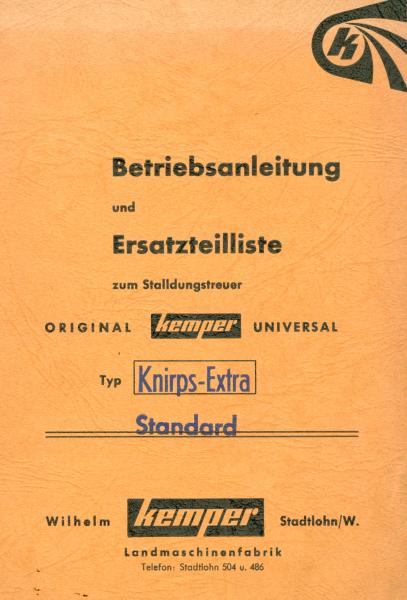 K
Betriebsanleitung
und
Ersatzteilliste
zum Stalldungstreuer
ORIGINAL kemper UNIVERSAL
Typ Knirps-Extra
Standard
Wilhelm kemper Stadtlohn/W.
Landmaschinenfabrik
Telefon: Stadtlohn 504 u. 486